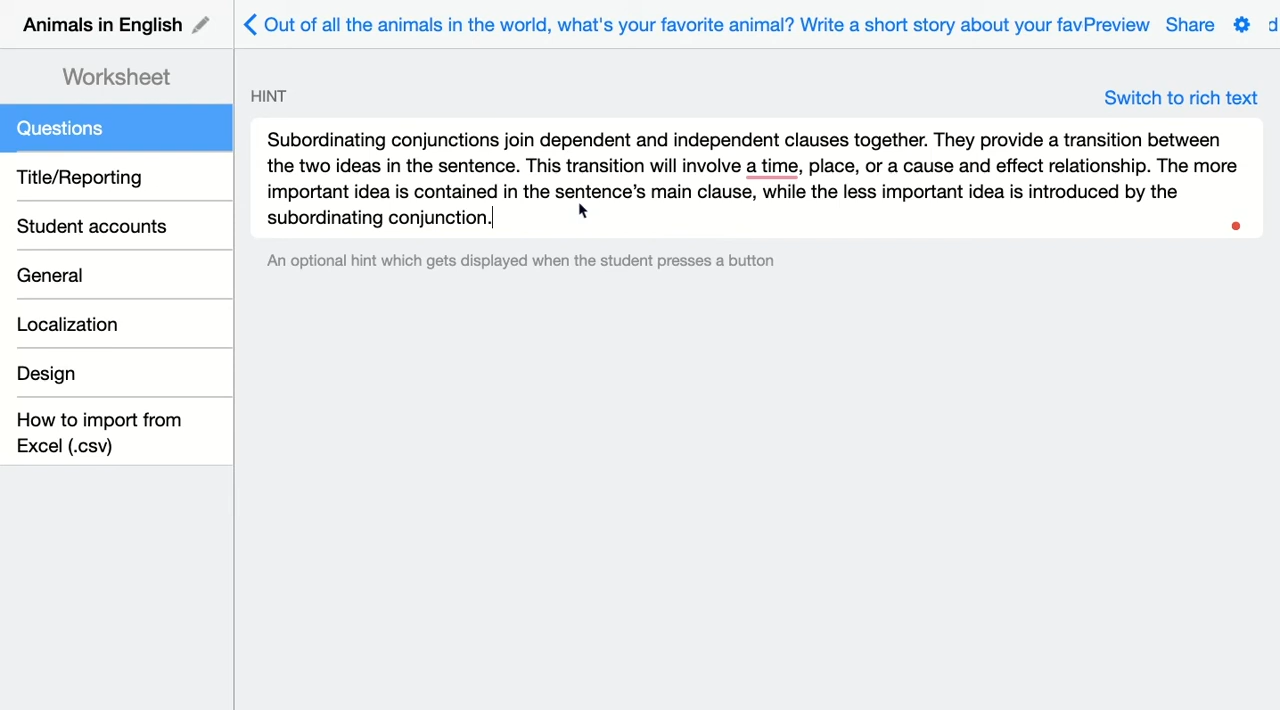 Animals in English
Out of all the animals in the world, what's your favorite animal? Write a short story about your fav
Preview
Share
d
Worksheet
Questions
Title/Reporting
Student accounts
General
Localization
Design
How to import from
Excel (.csv)
HINT
Switch to rich text
Subordinating conjunctions join dependent and independent clauses together. They provide a transition between
the two ideas in the sentence. This transition will involve a time, place, or a cause and effect relationship. The more
important idea is contained in the sentence’s main clause, while the less important idea is introduced by the
subordinating conjunction.
An optional hint which gets displayed when the student presses a button